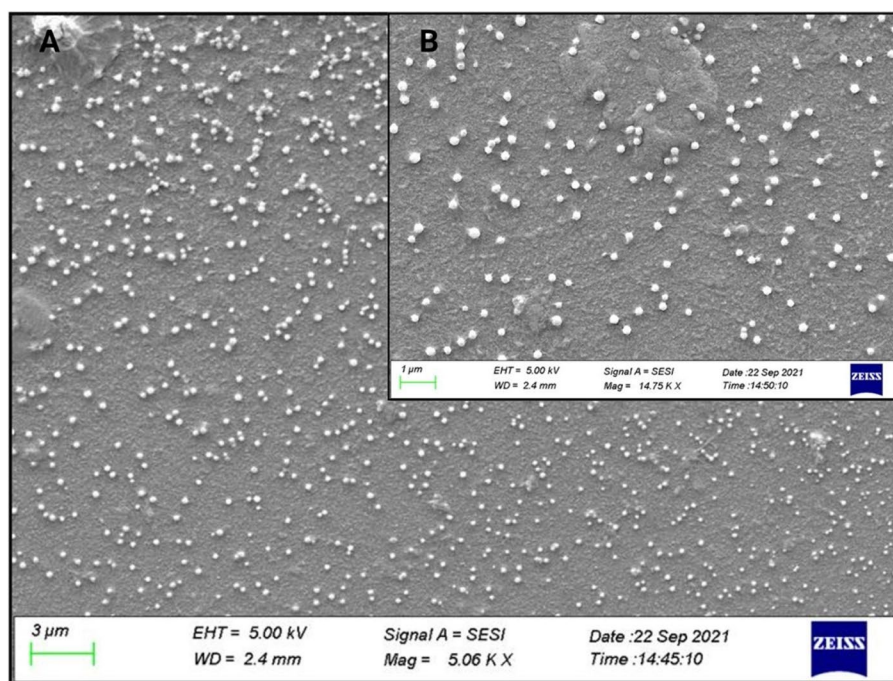 A
B
1 µm
EHT = 5.00 kV
Signal A = SESI
Date :22 Sep 2021
WD = 2.4 mm
Mag = 14.75 K X
Time :14:50:10
ZEISS
3 µm
EHT = 5.00 kV
Signal A = SESI
Date :22 Sep 2021
WD = 2.4 mm
Mag = 5.06 K X
Time :14:45:10
ZEISS